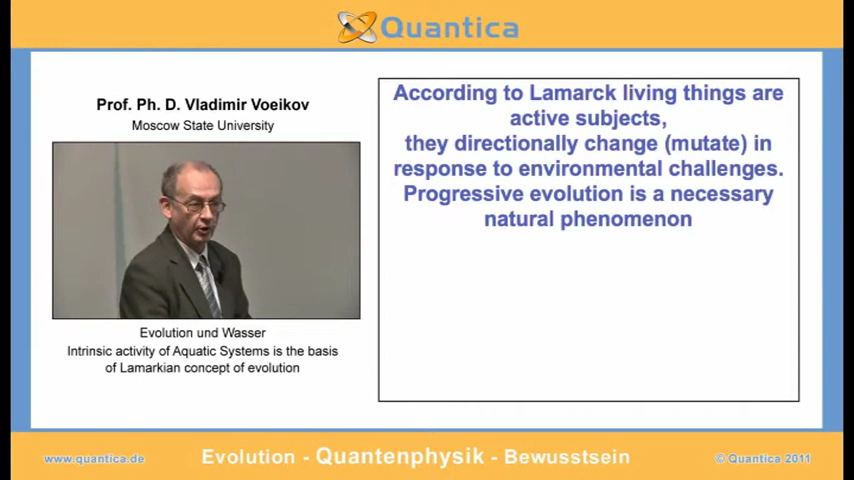 Quantica
Prof. Ph. D. Vladimir Voeikov
Moscow State University
Evolution und Wasser
Intrinsic activity of Aquatic Systems is the basis
of Lamarkian concept of evolution
According to Lamarck living things are
active subjects,
they directionally change (mutate) in
response to environmental challenges.
Progressive evolution is a necessary
natural phenomenon
www.quantica.de
Evolution - Quantenphysik - Bewusstsein
© Quantica 2011